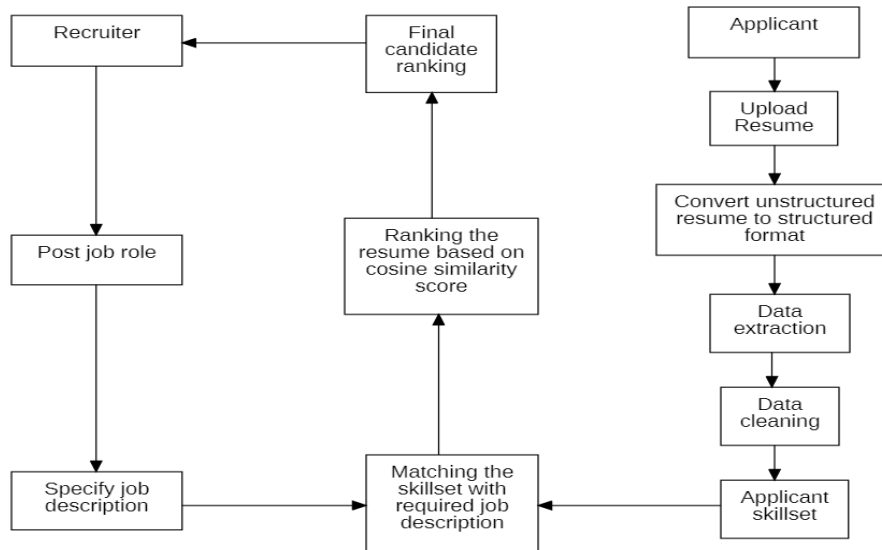 Recruiter
Final
candidate
ranking
Applicant
Upload
Resume
Convert unstructured
resume to structured
format
Post job role
Ranking the
resume based on
cosine similarity
score
Data
extraction
Data
cleaning
Specify job
description
Matching the
skillset with
required job
description
Applicant
skillset